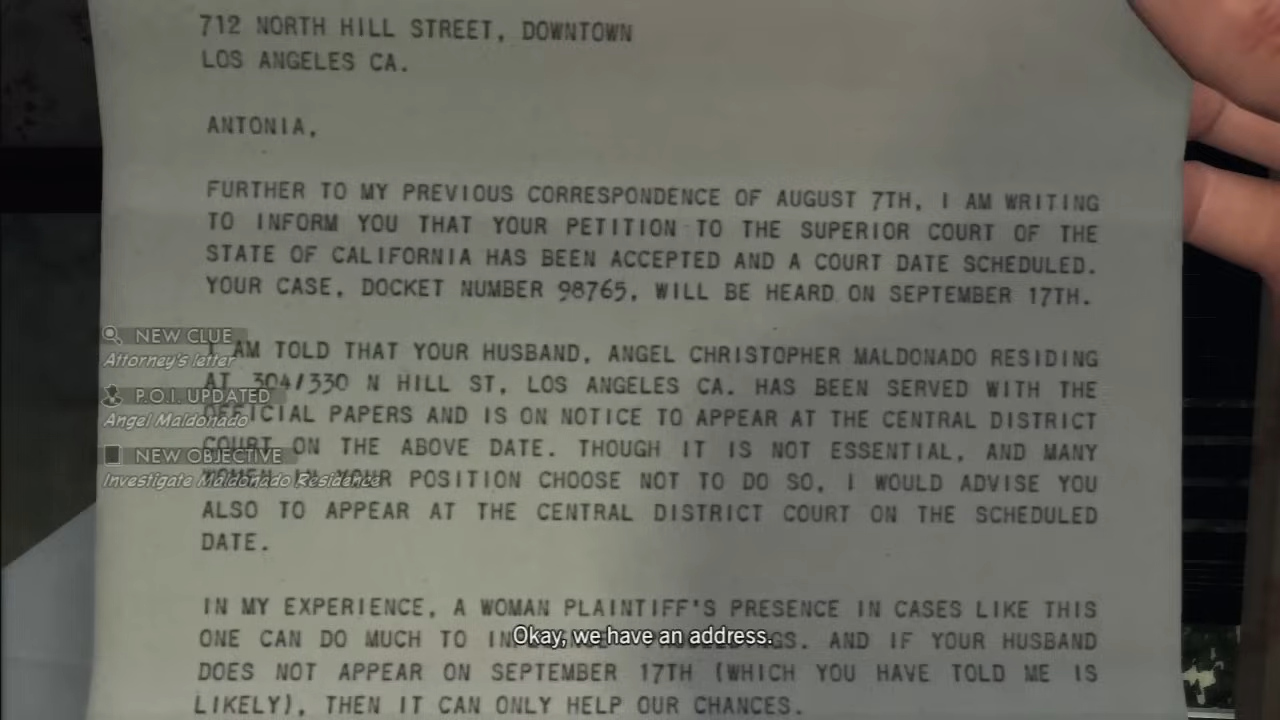 712 NORTH HILL STREET, DOWNTOWN
LOS ANGELES CA.
ANTONIA,
FURTHER TO MY PREVIOUS CORRESPONDENCE OF AUGUST 7TH, I AM WRITING
TO INFORM YOU THAT YOUR PETITION TO THE SUPERIOR COURT OF THE
STATE OF CALIFORNIA HAS BEEN ACCEPTED AND A COURT DATE SCHEDULED.
YOUR CASE, DOCKET NUMBER 98765, WILL BE HEARD ON SEPTEMBER 17TH.
NEW CLUE
Attorney's letter
P.O.I. UPDATED
Angel Maldonado
NEW OBJECTIVE
Investigate Maldonado Residence
I AM TOLD THAT YOUR HUSBAND, ANGEL CHRISTOPHER MALDONADO RESIDING
AT 304/330 N HILL ST, LOS ANGELES CA. HAS BEEN SERVED WITH THE
OFFICIAL PAPERS AND IS ON NOTICE TO APPEAR AT THE CENTRAL DISTRICT
COURT ON THE ABOVE DATE. THOUGH IT IS NOT ESSENTIAL, AND MANY
WOMEN IN YOUR POSITION CHOOSE NOT TO DO SO, I WOULD ADVISE YOU
ALSO TO APPEAR AT THE CENTRAL DISTRICT COURT ON THE SCHEDULED
DATE.
IN MY EXPERIENCE, A WOMAN PLAINTIFF'S PRESENCE IN CASES LIKE THIS
ONE CAN DO MUCH TO AND IF YOUR HUSBAND
Okay, we have an address.
DOES NOT APPEAR ON SEPTEMBER 17TH (WHICH YOU HAVE TOLD ME IS
LIKELY), THEN IT CAN ONLY HELP OUR CHANCES.